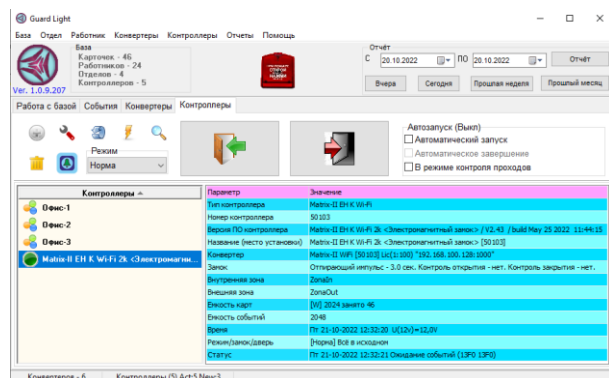 Guard Light
База Отдел Работник Конвертеры Контроллеры Отчеты Помощь
Ver. 1.0.9.207
База
Карточек - 46
Работников - 24
Отделов - 4
Контроллеров - 5
Отчёт
С 20.10.2022 ПО 20.10.2022 Отчёт
Вчера Сегодня Прошлая неделя Прошлый месяц
Работа с базой События Конвертеры Контроллеры
Режим
Норма
Автозапуск (Выкл)
Автоматический запуск
Автоматическое завершение
В режиме контроля проходов
Контроллеры
Офис-1
Офис-2
Офис-3
Matrix-II EH K Wi-Fi 2k <Электромагни...
Параметр Значение
Тип контроллера Matrix-II EH K Wi-Fi
Номер контроллера 50103
Версия ПО контроллера Matrix-II EH K Wi-Fi 2k <Электромагнитный замок> / V2.43 / build May 25 2022 11:44:15
Название (место установки) Matrix-II EH K Wi-Fi 2k <Электромагнитный замок> [50103]
Конвертер Matrix-II WiFi [50103] Lic(1:100) "192.168.100.128:1000"
Замок Отпирающий импульс - 3.0 сек. Контроль открытия - нет. Контроль закрытия - нет.
Внутренняя зона ZonaIn
Внешняя зона ZonaOut
Емкость карт [W] 2024 занято 46
Емкость событий 2048
Время Пт 21-10-2022 12:32:20 U(12v)=12,0V
Режим/замок/дверь [Норма] Всё в исходном
Статус Пт 21-10-2022 12:32:21 Ожидание событий (13F0 13F0)
Конвертеров - 6 Контроллеры (5) Act:5 New:3